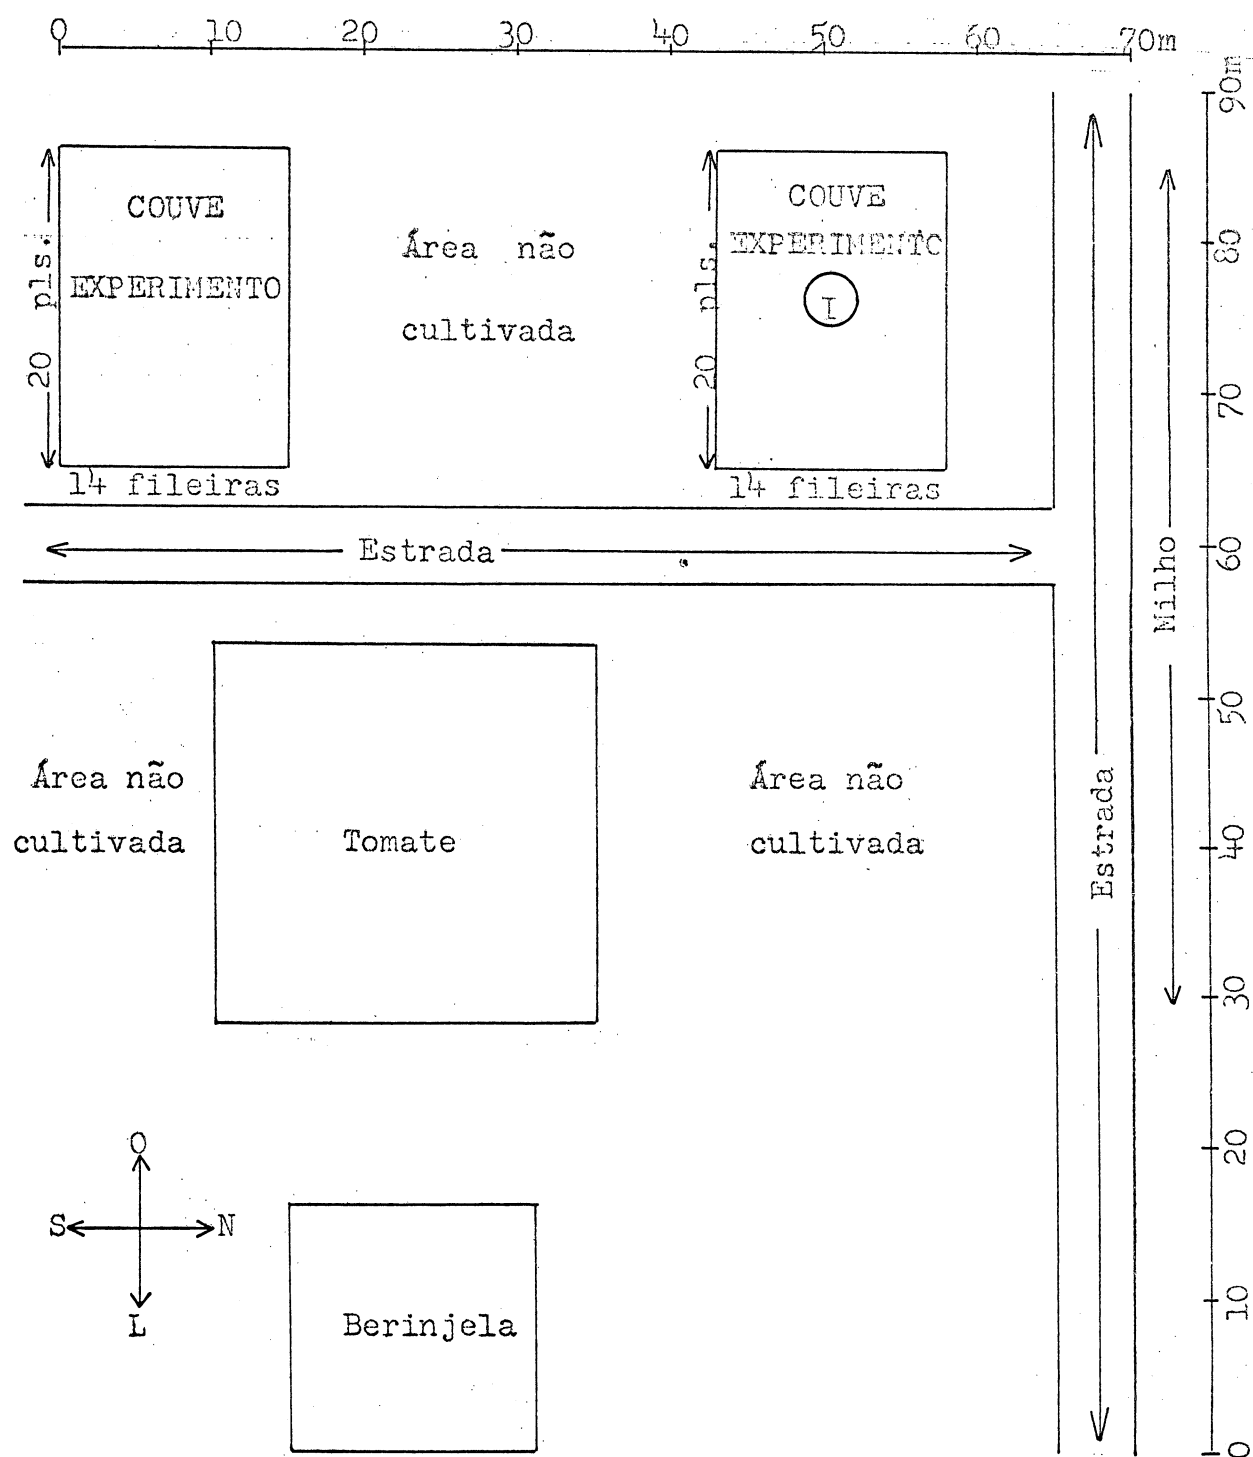 0 10 20 30 40 50 60 70m
90m
COUVE
EXPERIMENTO
20 pls.
14 fileiras
Área não
cultivada
COUVE
EXPERIMENTO
I
20 pls.
14 fileiras
80
70
60
50
40
30
20
10
0
Estrada
Milho
Estrada
Área não
cultivada
Tomate
Área não
cultivada
O
S N
L
Berinjela